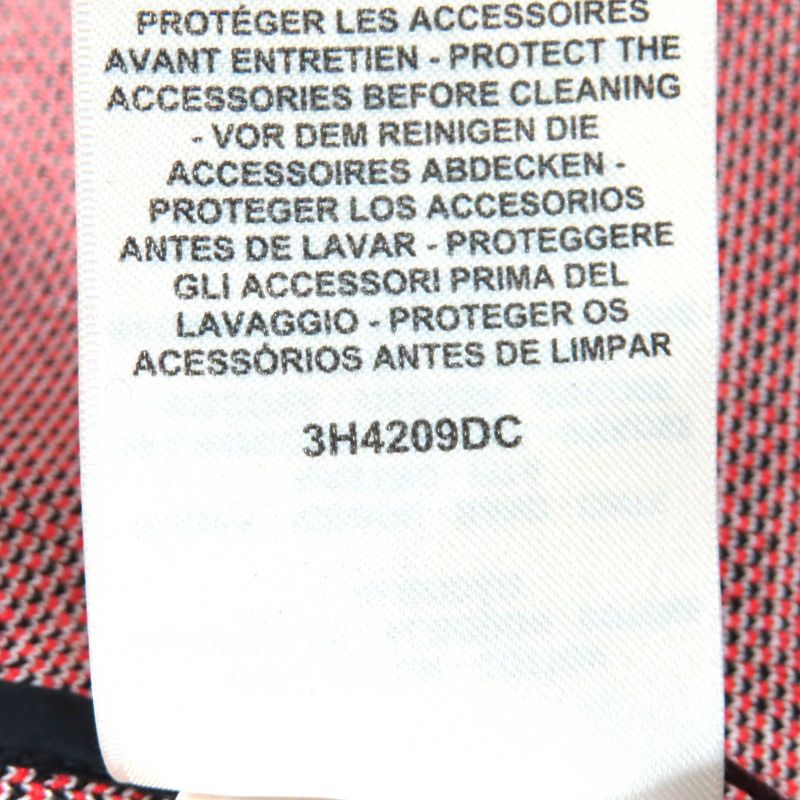 PROTÉGER LES ACCESSOIRES
AVANT ENTRETIEN - PROTECT THE
ACCESSORIES BEFORE CLEANING
- VOR DEM REINIGEN DIE
ACCESSOIRES ABDECKEN -
PROTEGER LOS ACCESORIOS
ANTES DE LAVAR - PROTEGGERE
GLI ACCESSORI PRIMA DEL
LAVAGGIO - PROTEGER OS
ACESSÓRIOS ANTES DE LIMPAR
3H4209DC